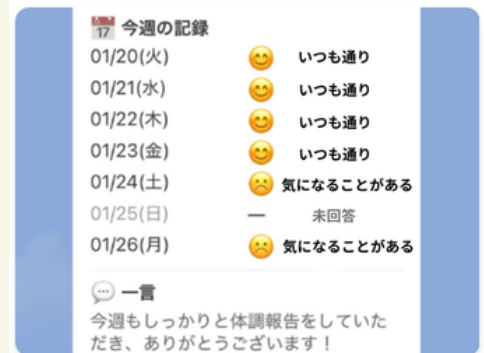 17 今週の記録
01/20(火) いつも通り
01/21(水) いつも通り
01/22(木) いつも通り
01/23(金) いつも通り
01/24(土) 気になることがある
01/25(日) — 未回答
01/26(月) 気になることがある
一言
今週もしっかりと体調報告をしていた
だき、ありがとうございます！